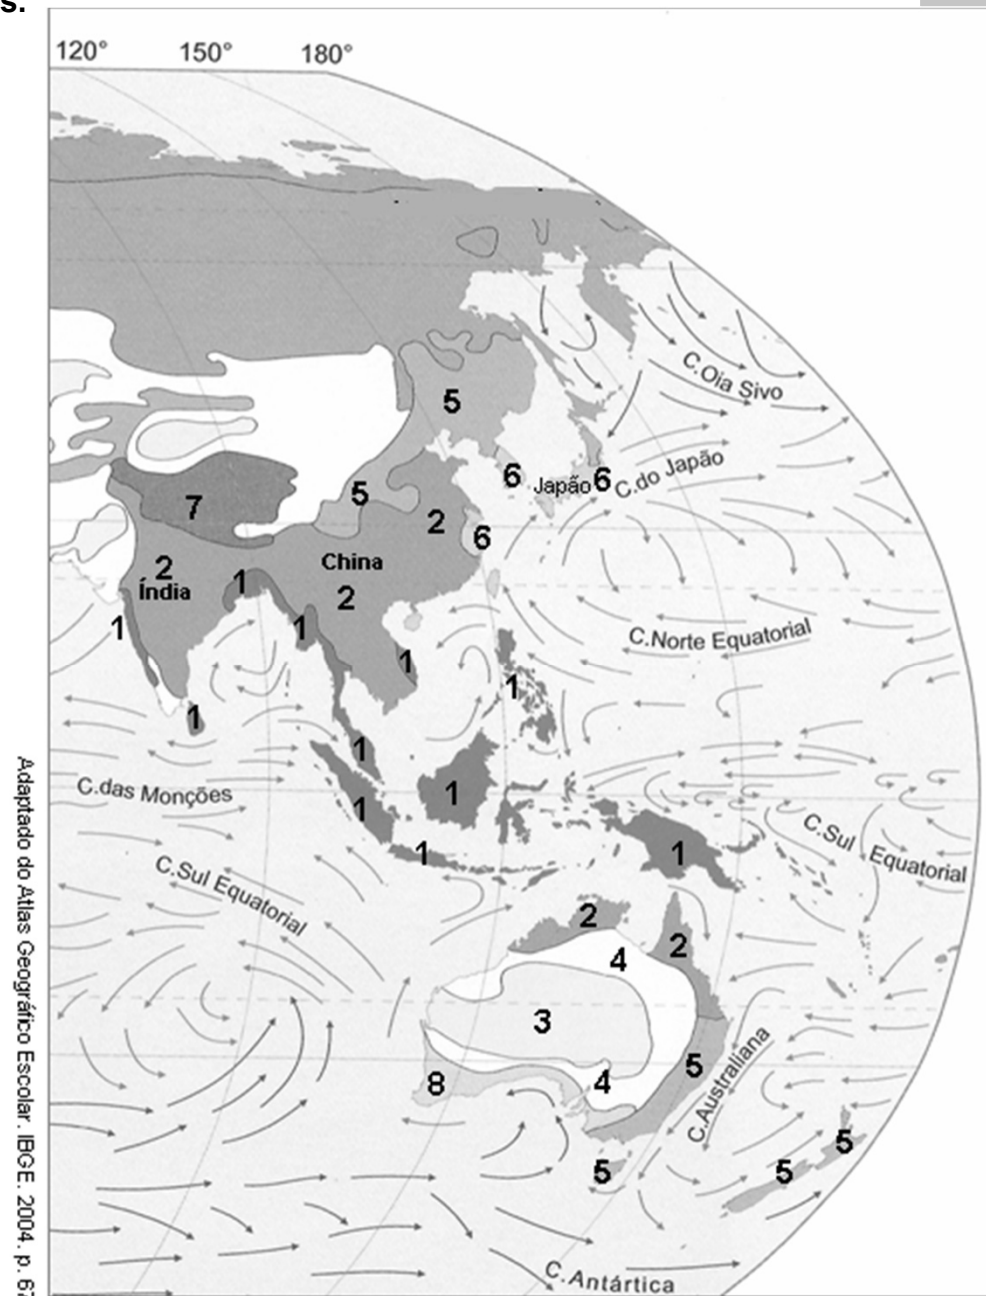 s.
120° 150° 180°
C.Oia Sivo
5
6 Japão 6 C.do Japão
5
7
2
6
China
2
Índia
1
2
1
1
C.Norte Equatorial
1
1
1
1
C.das Monções
1
1
C.Sul Equatorial
1
1
C.Sul Equatorial
2
2
4
3
5
8
4
C.Australiana
5
5
5
C.Antártica
Adaptado do Atlas Geográfico Escolar. IBGE. 2004. p. 67